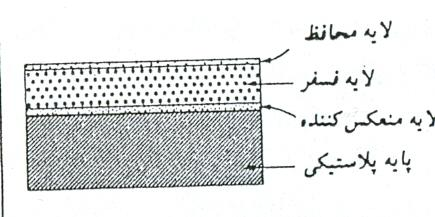 لایه محافظ
لایه فسفر
لایه منعکس کننده
پایه پلاستیکی